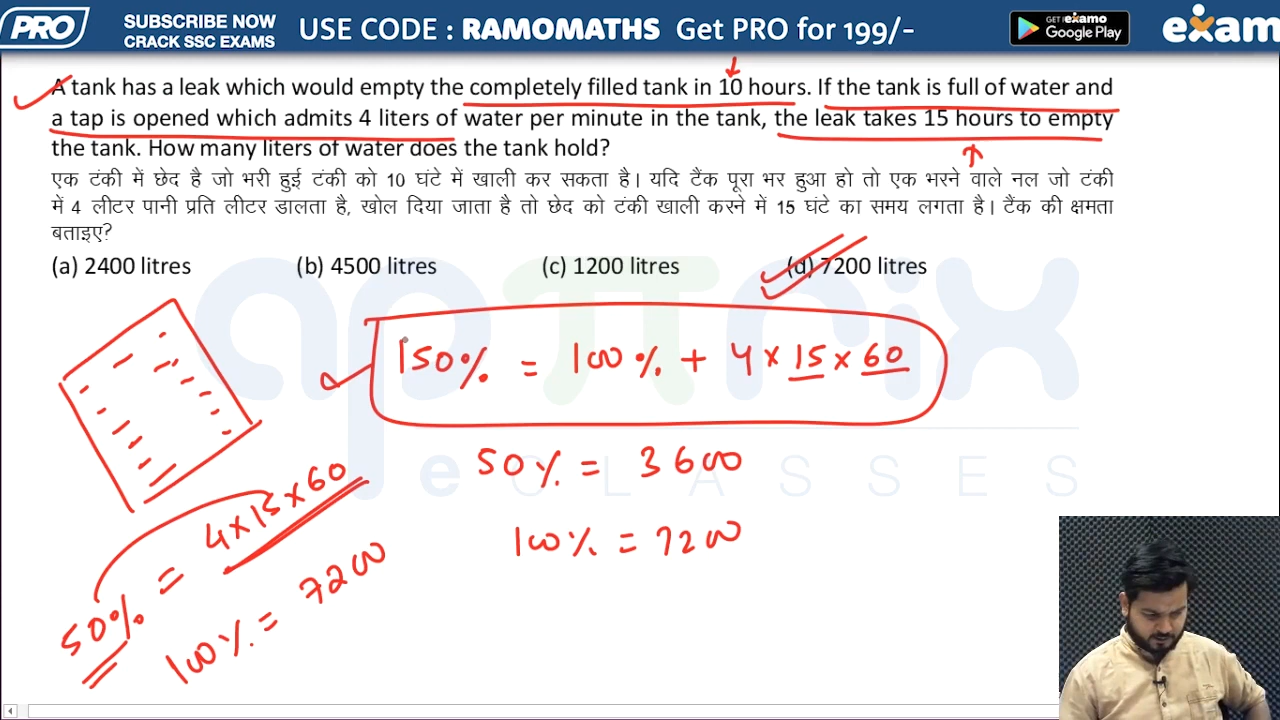 PRO
SUBSCRIBE NOW
CRACK SSC EXAMS
USE CODE : RAMOMATHS Get PRO for 199/-
GET examo
Google Play
exam
A tank has a leak which would empty the completely filled tank in 10 hours. If the tank is full of water and
a tap is opened which admits 4 liters of water per minute in the tank, the leak takes 15 hours to empty
the tank. How many liters of water does the tank hold?
एक टंकी में छेद है जो भरी हुई टंकी को 10 घंटे में खाली कर सकता है। यदि टैंक पूरा भर हुआ हो तो एक भरने वाले नल जो टंकी
में 4 लीटर पानी प्रति लीटर डालता है, खोल दिया जाता है तो छेद को टंकी खाली करने में 15 घंटे का समय लगता है। टैंक की क्षमता
बताइए?
(a) 2400 litres (b) 4500 litres (c) 1200 litres (d) 7200 litres
150% = 100% + 4 × 15 × 60
50% = 3600
100% = 7200
50% = 4×15×60
100% = 7200
apπrix
e CLASSES